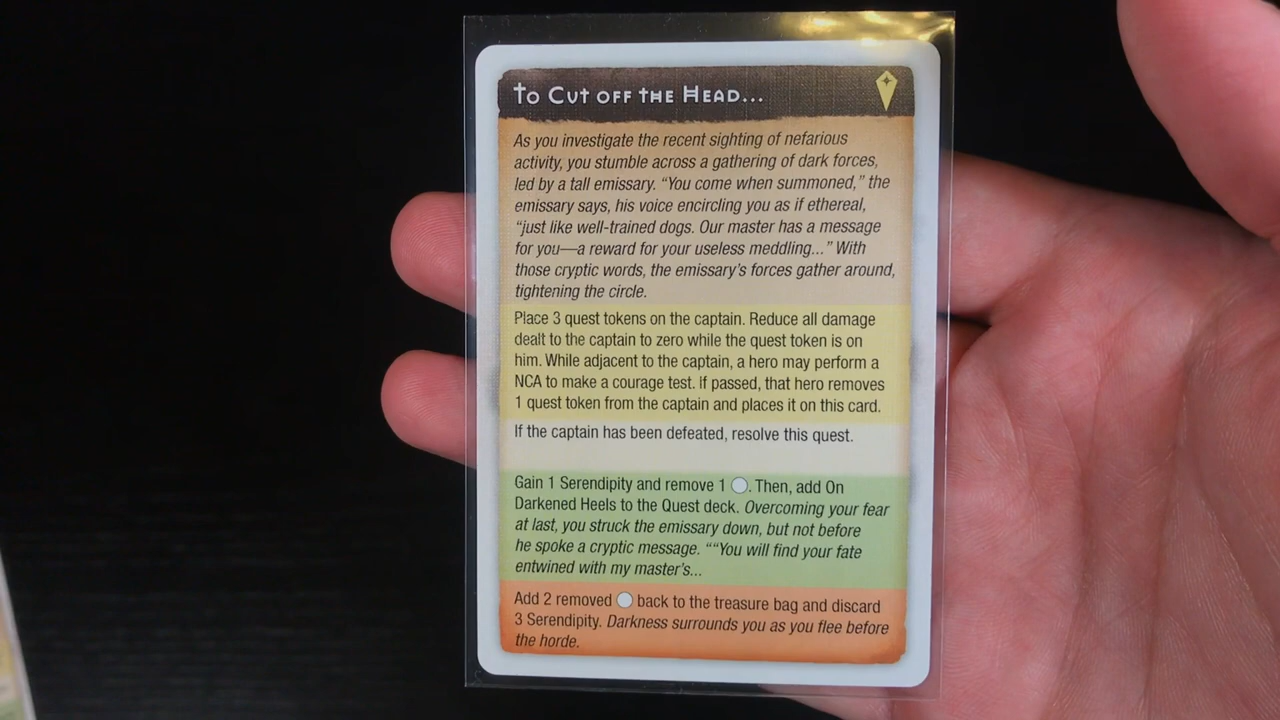 To Cut off the Head...
As you investigate the recent sighting of nefarious
activity, you stumble across a gathering of dark forces,
led by a tall emissary. “You come when summoned,” the
emissary says, his voice encircling you as if ethereal,
“just like well-trained dogs. Our master has a message
for you—a reward for your useless meddling...” With
those cryptic words, the emissary’s forces gather around,
tightening the circle.
Place 3 quest tokens on the captain. Reduce all damage
dealt to the captain to zero while the quest token is on
him. While adjacent to the captain, a hero may perform a
NCA to make a courage test. If passed, that hero removes
1 quest token from the captain and places it on this card.
If the captain has been defeated, resolve this quest.
Gain 1 Serendipity and remove 1 . Then, add On
Darkened Heels to the Quest deck. Overcoming your fear
at last, you struck the emissary down, but not before
he spoke a cryptic message. ““You will find your fate
entwined with my master’s...
Add 2 removed back to the treasure bag and discard
3 Serendipity. Darkness surrounds you as you flee before
the horde.